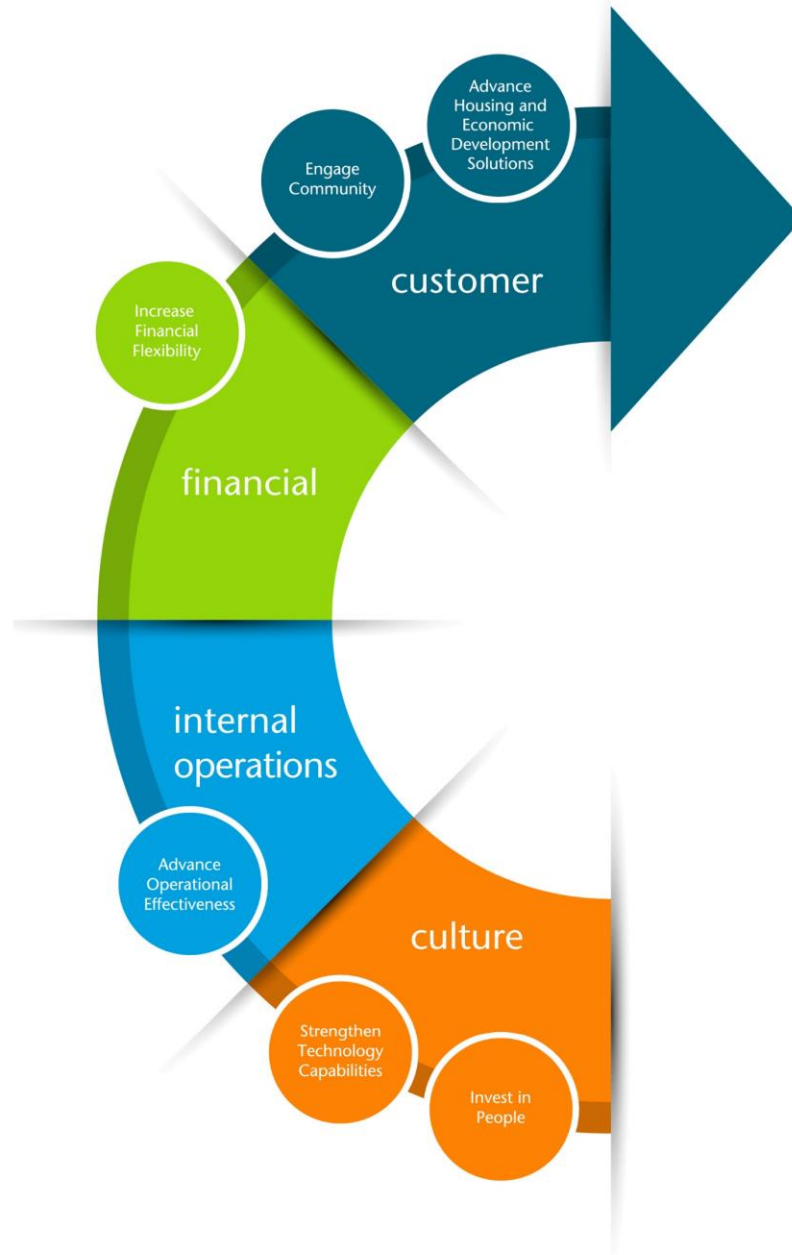 Advance
Housing and
Economic
Development
Solutions
Engage
Community
customer
Increase
Financial
Flexibility
financial
internal
operations
Advance
Operational
Effectiveness
culture
Strengthen
Technology
Capabilities
Invest in
People